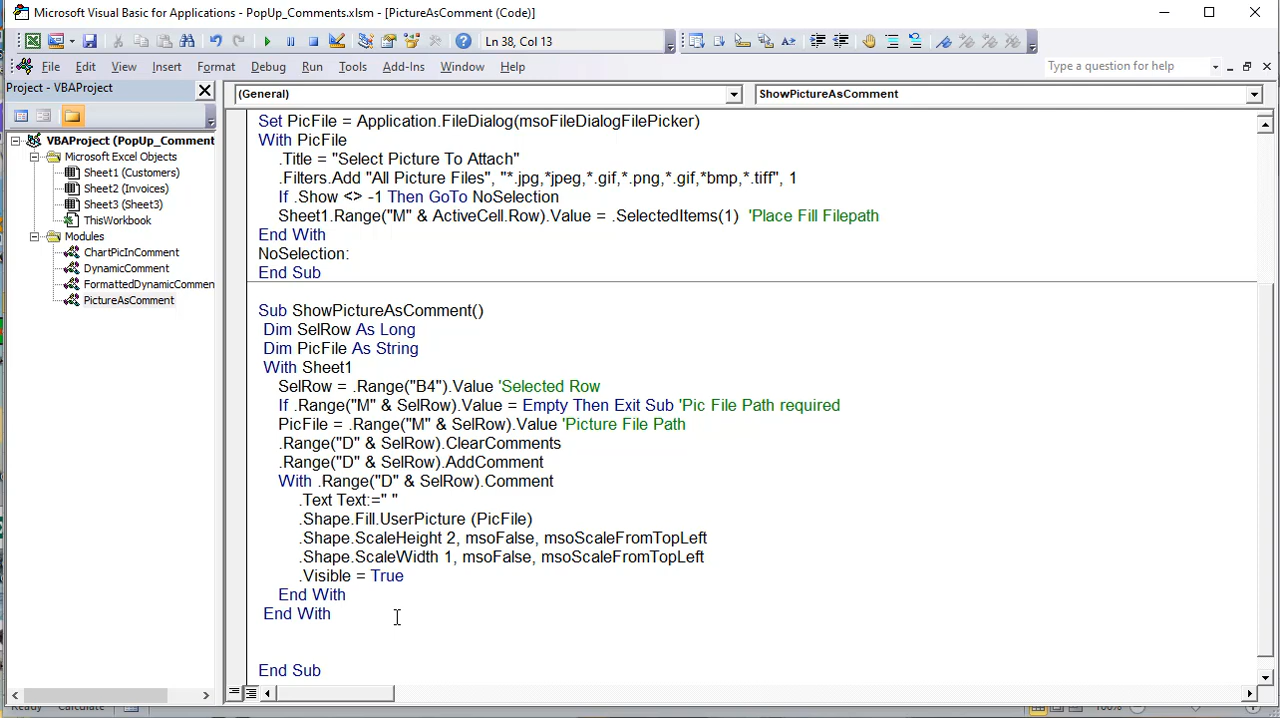 Microsoft Visual Basic for Applications - PopUp_Comments.xlsm - [PictureAsComment (Code)]
Ln 38, Col 13
File Edit View Insert Format Debug Run Tools Add-Ins Window Help
Type a question for help
Project - VBAProject
(General)
ShowPictureAsComment
VBAProject (PopUp_Comment
Microsoft Excel Objects
Sheet1 (Customers)
Sheet2 (Invoices)
Sheet3 (Sheet3)
ThisWorkbook
Modules
ChartPicInComment
DynamicComment
FormattedDynamicCommen
PictureAsComment
Set PicFile = Application.FileDialog(msoFileDialogFilePicker)
With PicFile
.Title = "Select Picture To Attach"
.Filters.Add "All Picture Files", "*.jpg,*jpeg,*.gif,*.png,*.gif,*bmp,*.tiff", 1
If .Show <> -1 Then GoTo NoSelection
Sheet1.Range("M" & ActiveCell.Row).Value = .SelectedItems(1) 'Place Fill Filepath
End With
NoSelection:
End Sub
Sub ShowPictureAsComment()
Dim SelRow As Long
Dim PicFile As String
With Sheet1
SelRow = .Range("B4").Value 'Selected Row
If .Range("M" & SelRow).Value = Empty Then Exit Sub 'Pic File Path required
PicFile = .Range("M" & SelRow).Value 'Picture File Path
.Range("D" & SelRow).ClearComments
.Range("D" & SelRow).AddComment
With .Range("D" & SelRow).Comment
.Text Text:=" "
.Shape.Fill.UserPicture (PicFile)
.Shape.ScaleHeight 2, msoFalse, msoScaleFromTopLeft
.Shape.ScaleWidth 1, msoFalse, msoScaleFromTopLeft
.Visible = True
End With
End With
End Sub
Ready Calculate
100%